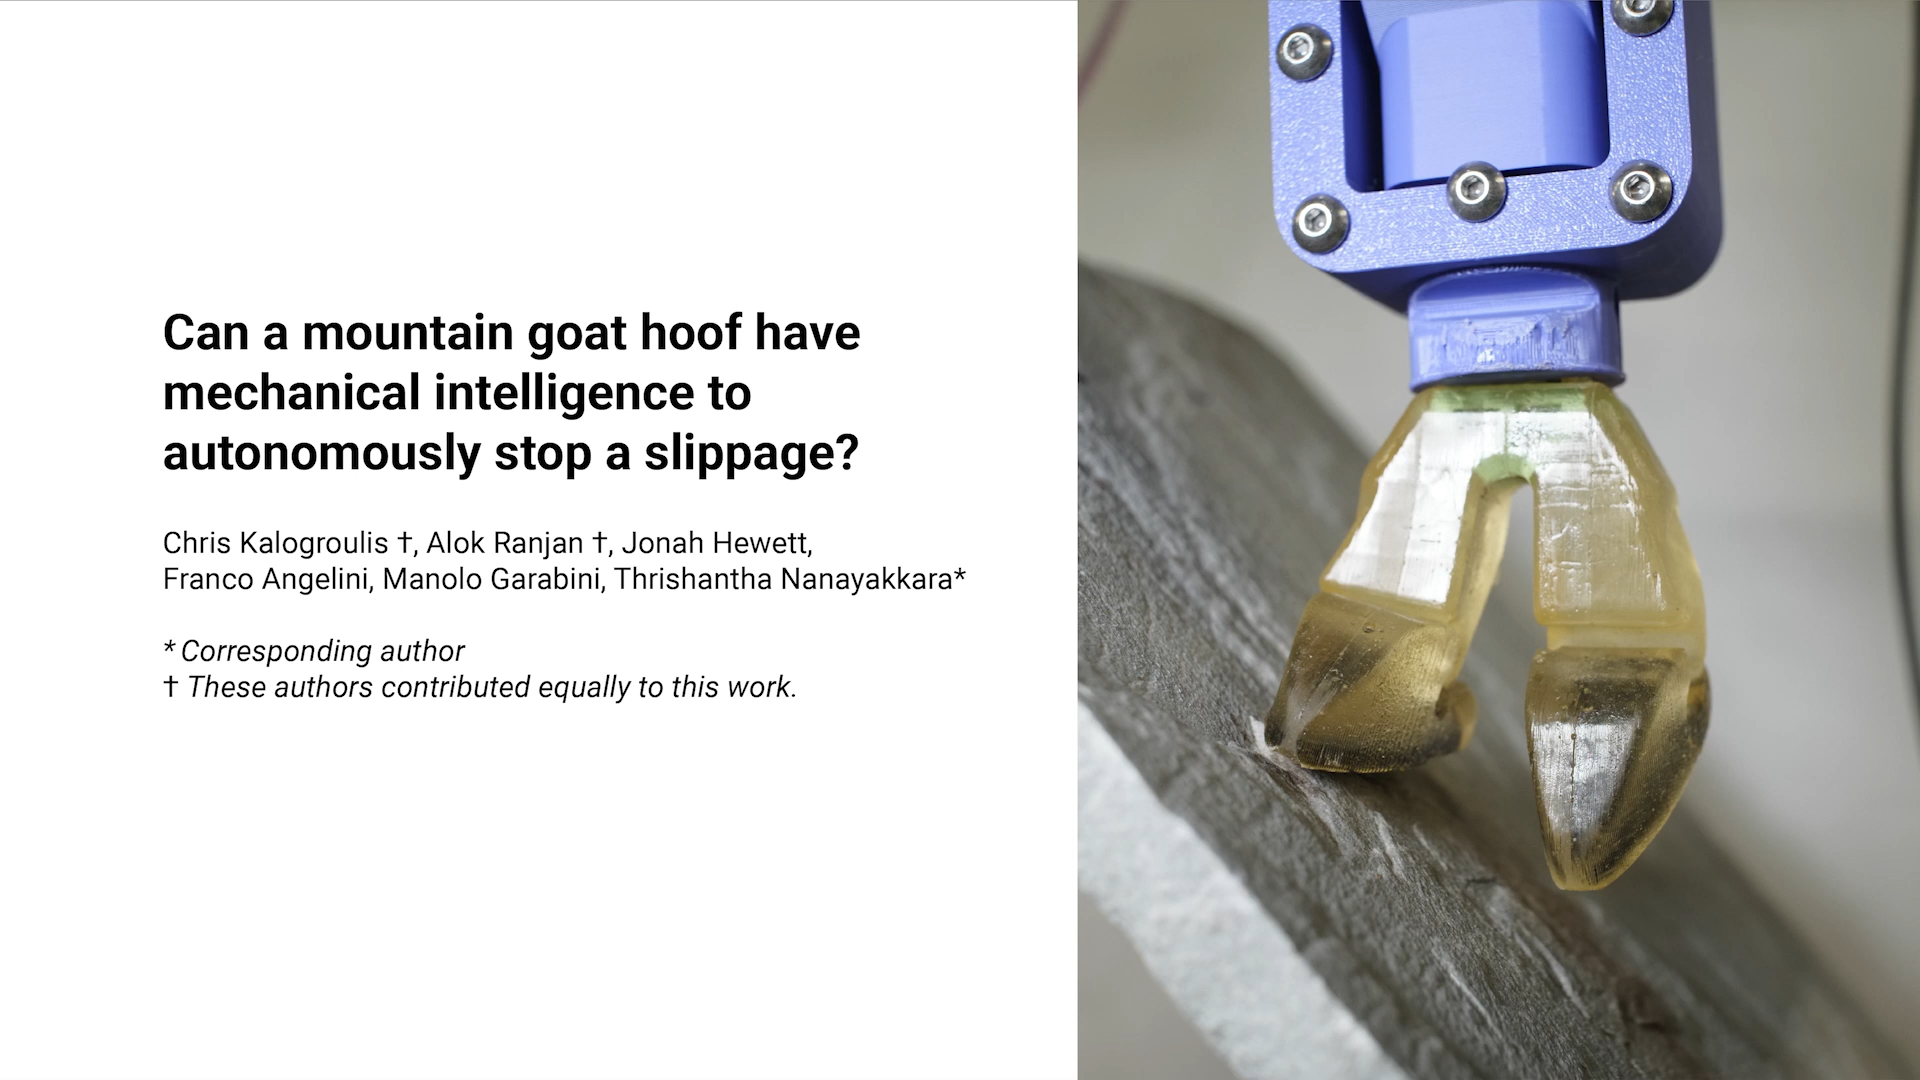 Can a mountain goat hoof have
mechanical intelligence to
autonomously stop a slippage?
Chris Kalogroulis †, Alok Ranjan †, Jonah Hewett,
Franco Angelini, Manolo Garabini, Thrishantha Nanayakkara*
* Corresponding author
† These authors contributed equally to this work.